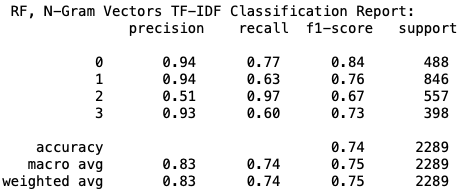 RF, N-Gram Vectors TF-IDF Classification Report:
precision recall f1-score support
0 0.94 0.77 0.84 488
1 0.94 0.63 0.76 846
2 0.51 0.97 0.67 557
3 0.93 0.60 0.73 398
accuracy 0.74 2289
macro avg 0.83 0.74 0.75 2289
weighted avg 0.83 0.74 0.75 2289